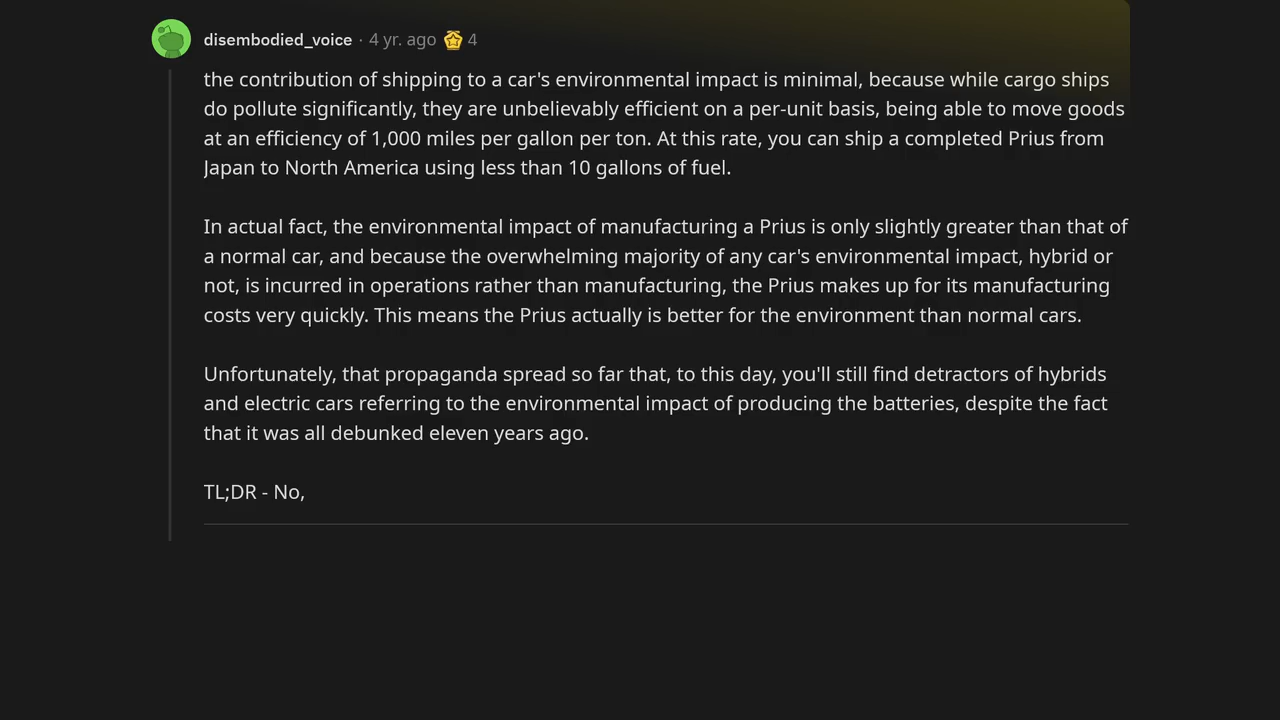 disembodied_voice · 4 yr. ago 4
the contribution of shipping to a car's environmental impact is minimal, because while cargo ships
do pollute significantly, they are unbelievably efficient on a per-unit basis, being able to move goods
at an efficiency of 1,000 miles per gallon per ton. At this rate, you can ship a completed Prius from
Japan to North America using less than 10 gallons of fuel.
In actual fact, the environmental impact of manufacturing a Prius is only slightly greater than that of
a normal car, and because the overwhelming majority of any car's environmental impact, hybrid or
not, is incurred in operations rather than manufacturing, the Prius makes up for its manufacturing
costs very quickly. This means the Prius actually is better for the environment than normal cars.
Unfortunately, that propaganda spread so far that, to this day, you'll still find detractors of hybrids
and electric cars referring to the environmental impact of producing the batteries, despite the fact
that it was all debunked eleven years ago.
TL;DR - No,